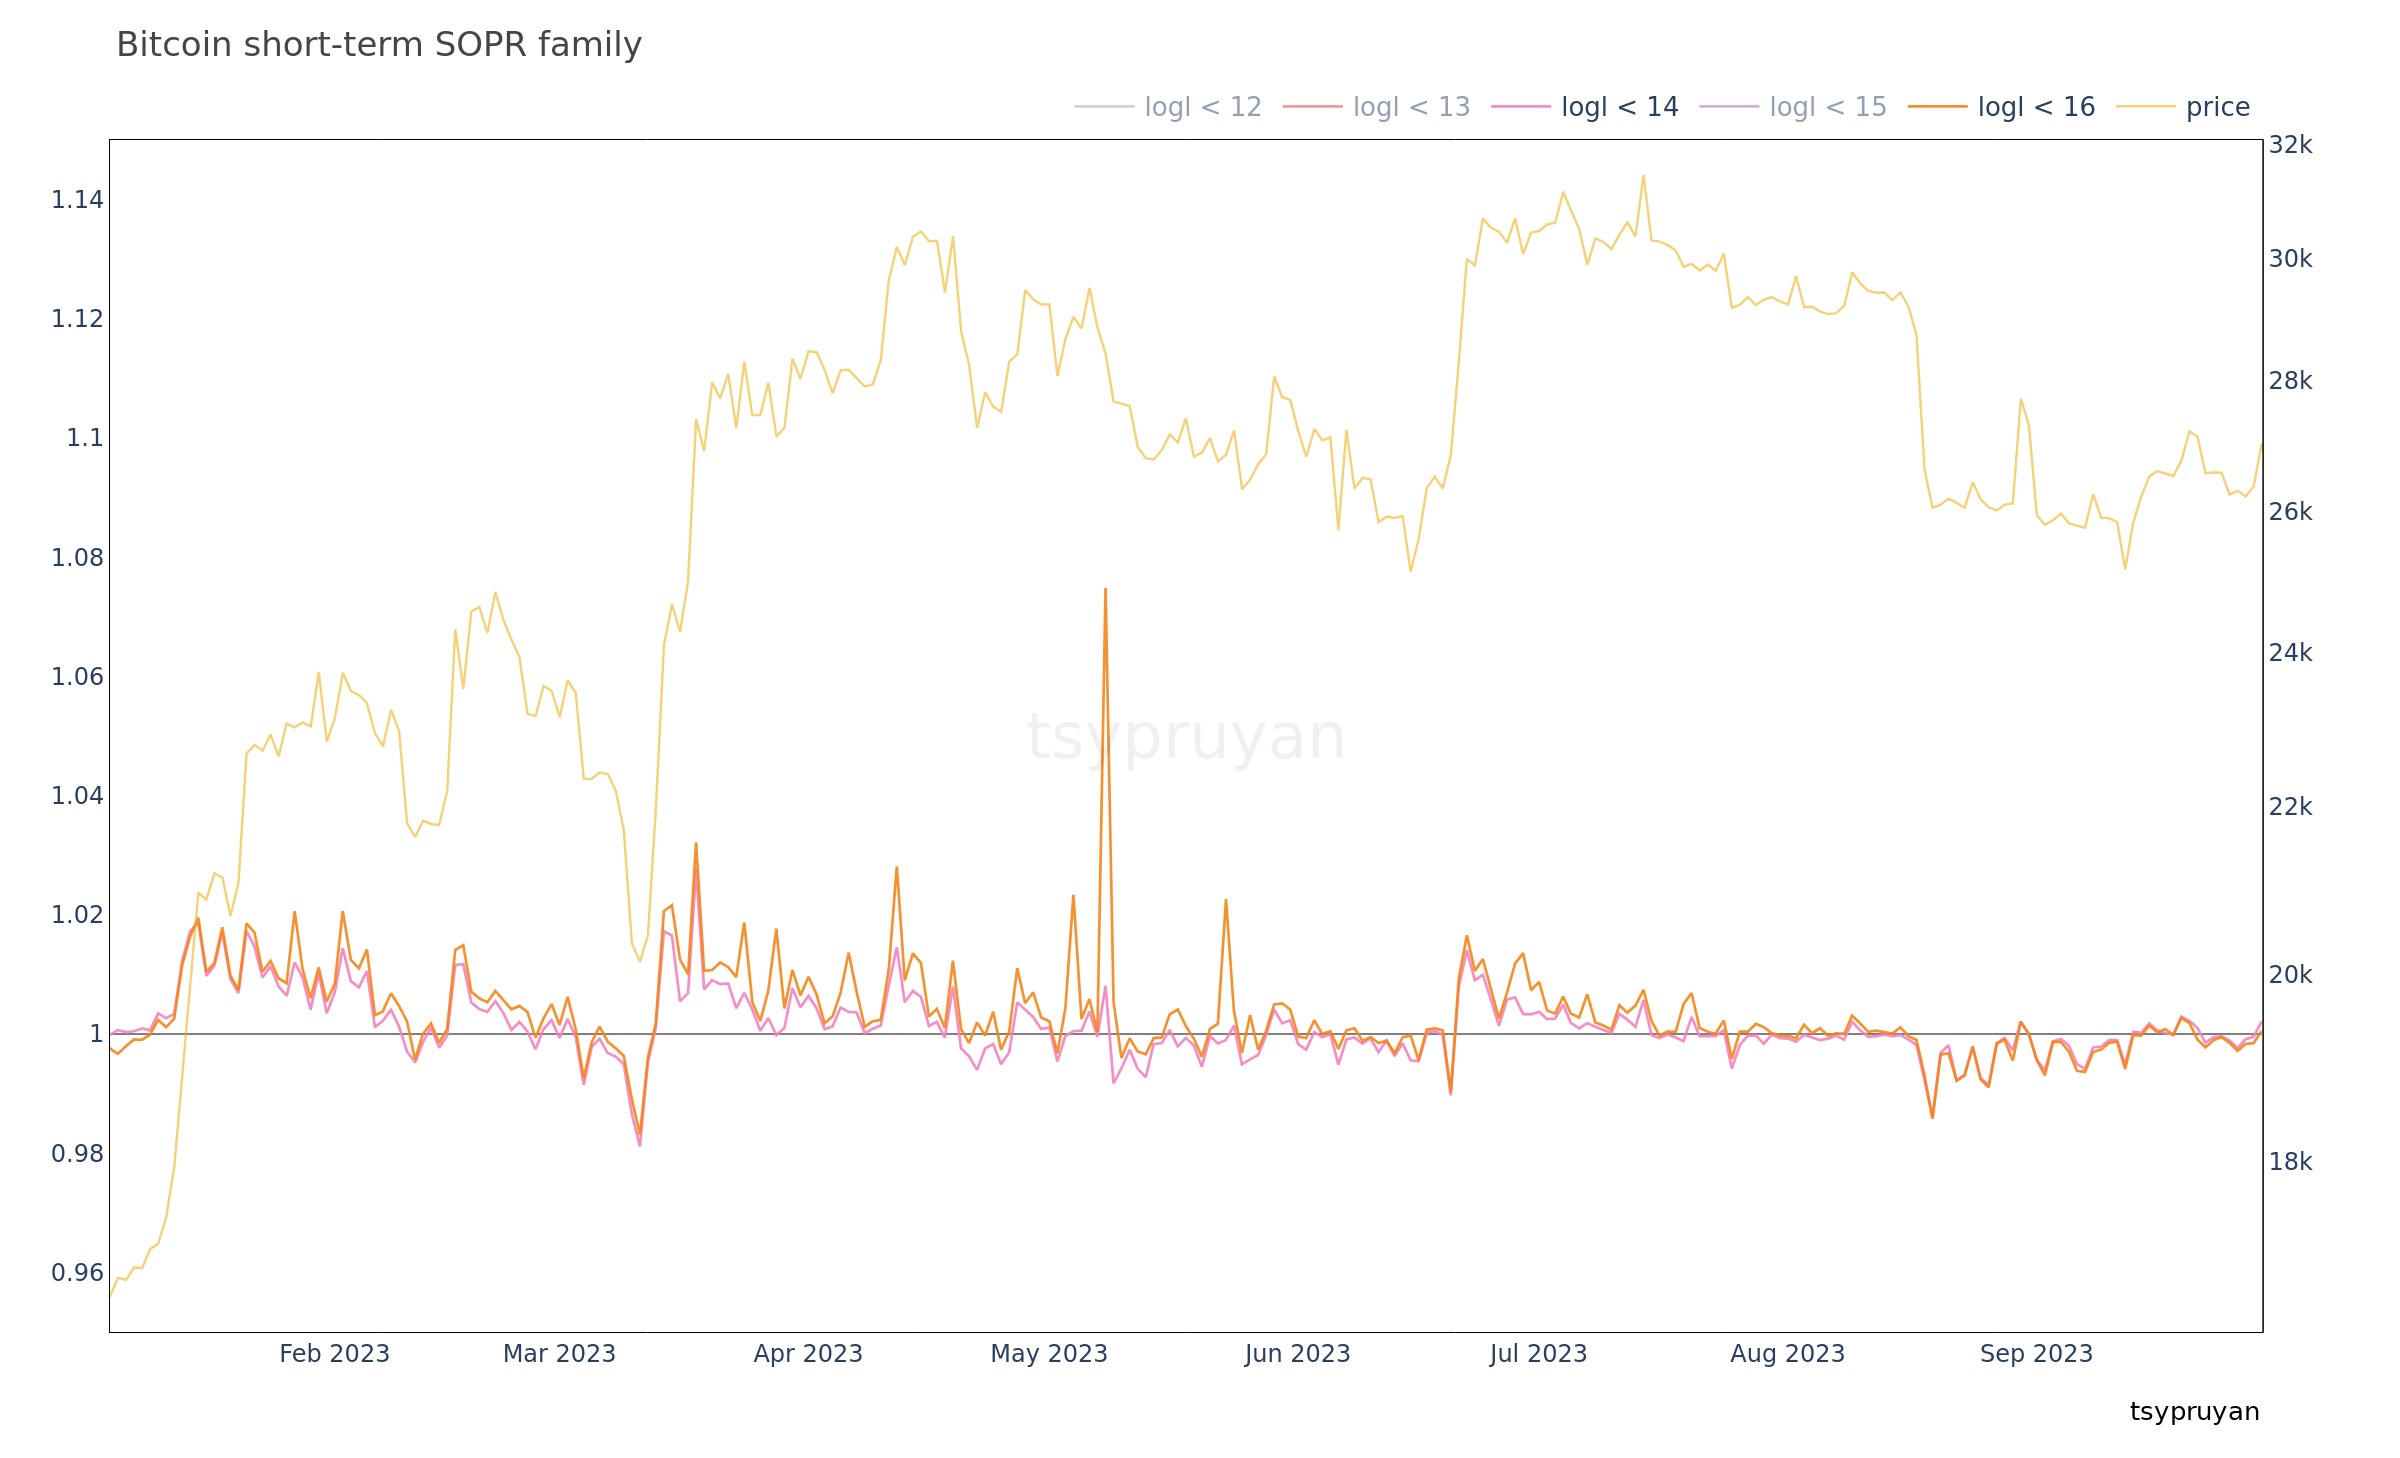 Bitcoin short-term SOPR family
logl < 12 logl < 13 logl < 14 logl < 15 logl < 16 price
1.14
1.12
1.1
1.08
1.06
1.04
1.02
1
0.98
0.96
32k
30k
28k
26k
24k
22k
20k
18k
tsypruyan
Feb 2023 Mar 2023 Apr 2023 May 2023 Jun 2023 Jul 2023 Aug 2023 Sep 2023
tsypruyan